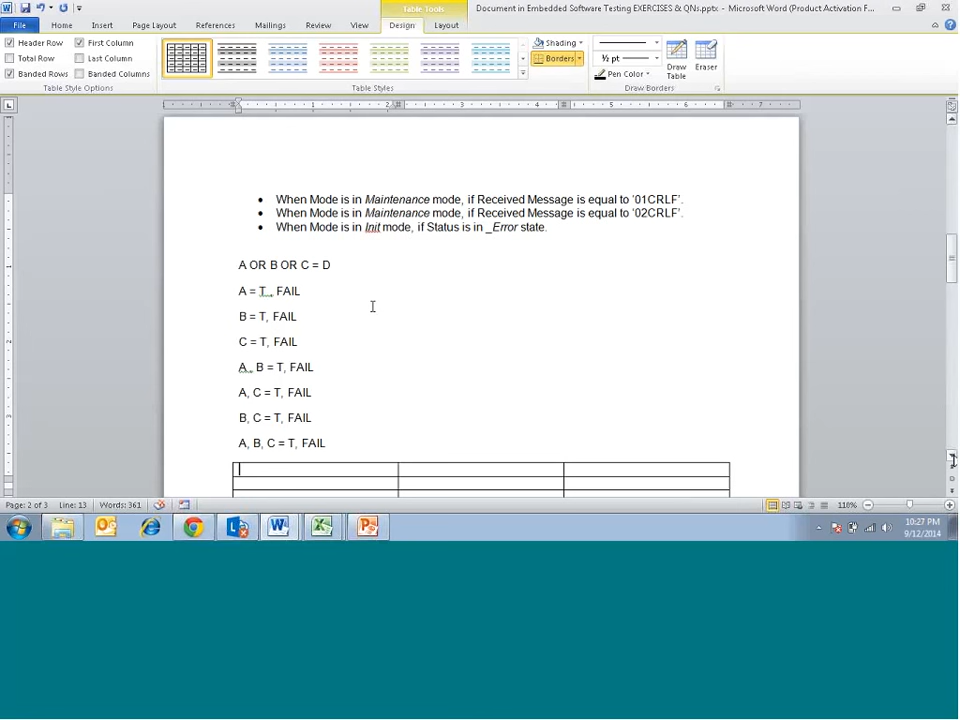 Table Tools
Document in Embedded Software Testing EXERCISES & QNs.pptx - Microsoft Word (Product Activation F...
File Home Insert Page Layout References Mailings Review View Design Layout
Header Row First Column
Total Row Last Column
Banded Rows Banded Columns
Table Style Options
Table Styles
Shading
Borders
½ pt
Pen Color
Draw Table
Eraser
Draw Borders
• When Mode is in Maintenance mode, if Received Message is equal to '01CRLF'.
• When Mode is in Maintenance mode, if Received Message is equal to '02CRLF'.
• When Mode is in Init mode, if Status is in _Error state.
A OR B OR C = D
A = T , FAIL
B = T, FAIL
C = T, FAIL
A , B = T, FAIL
A, C = T, FAIL
B, C = T, FAIL
A, B, C = T, FAIL
Page: 2 of 3 Line: 13 Words: 361 118%
10:27 PM
9/12/2014